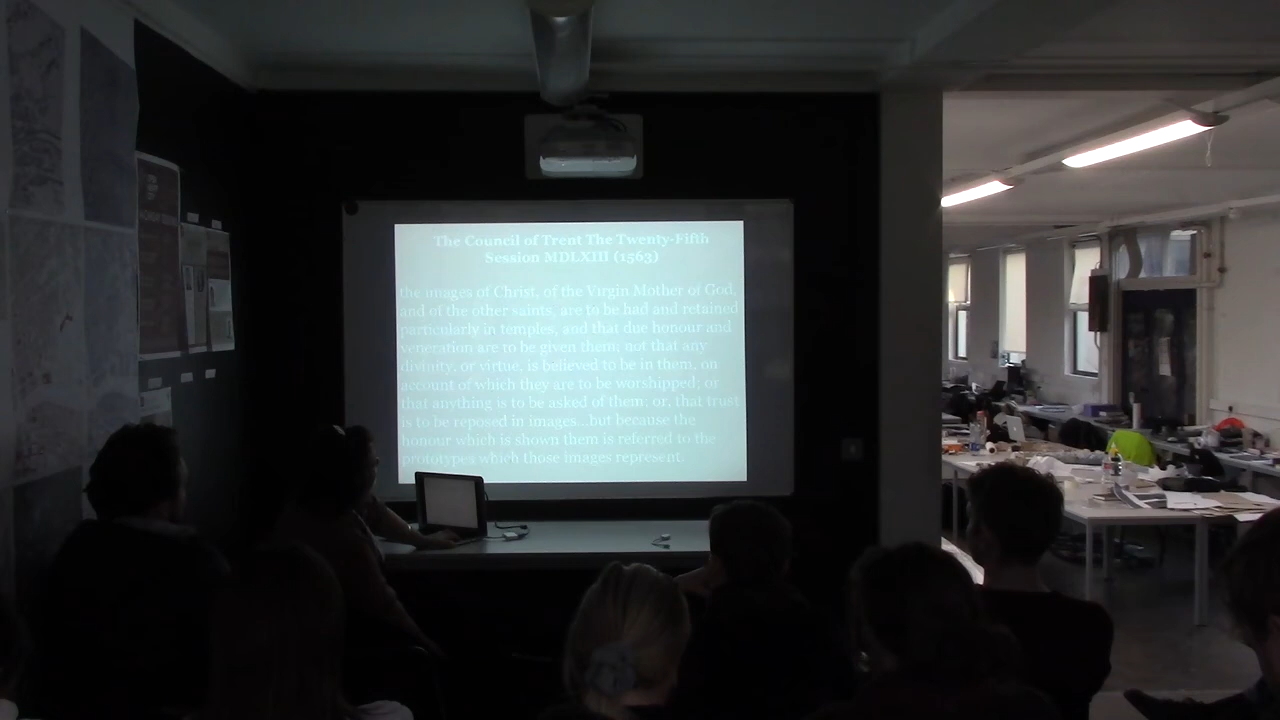 The Council of Trent The Twenty-Fifth
Session MDLXIII (1563)
the images of Christ, of the Virgin Mother of God,
and of the other saints, are to be had and retained
particularly in temples, and that due honour and
veneration are to be given them; not that any
divinity, or virtue, is believed to be in them, on
account of which they are to be worshipped; or
that anything is to be asked of them; or, that trust
is to be reposed in images...but because the
honour which is shown them is referred to the
prototypes which those images represent.